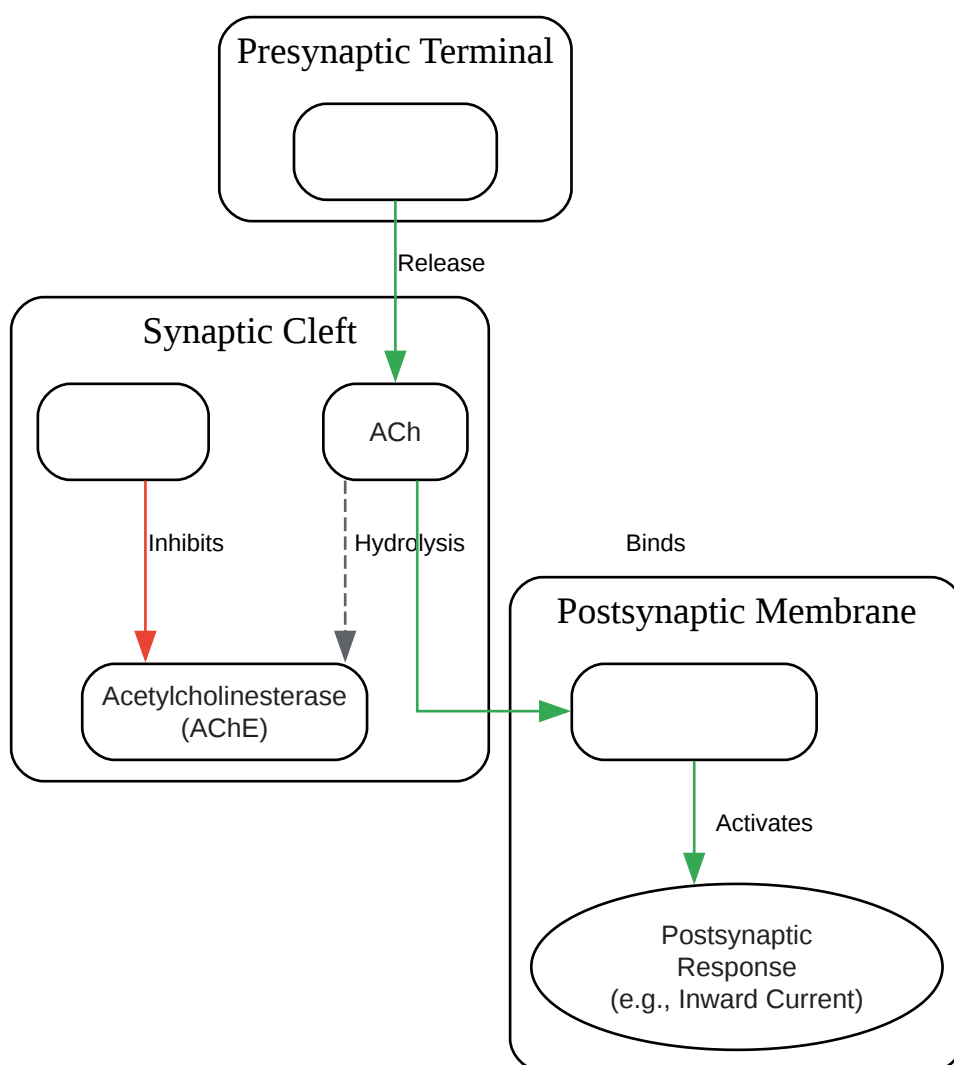 Presynaptic Terminal
Release
Synaptic Cleft
ACh
Inhibits
Hydrolysis
Binds
Postsynaptic Membrane
Acetylcholinesterase
(AChE)
Activates
Postsynaptic
Response
(e.g., Inward Current)